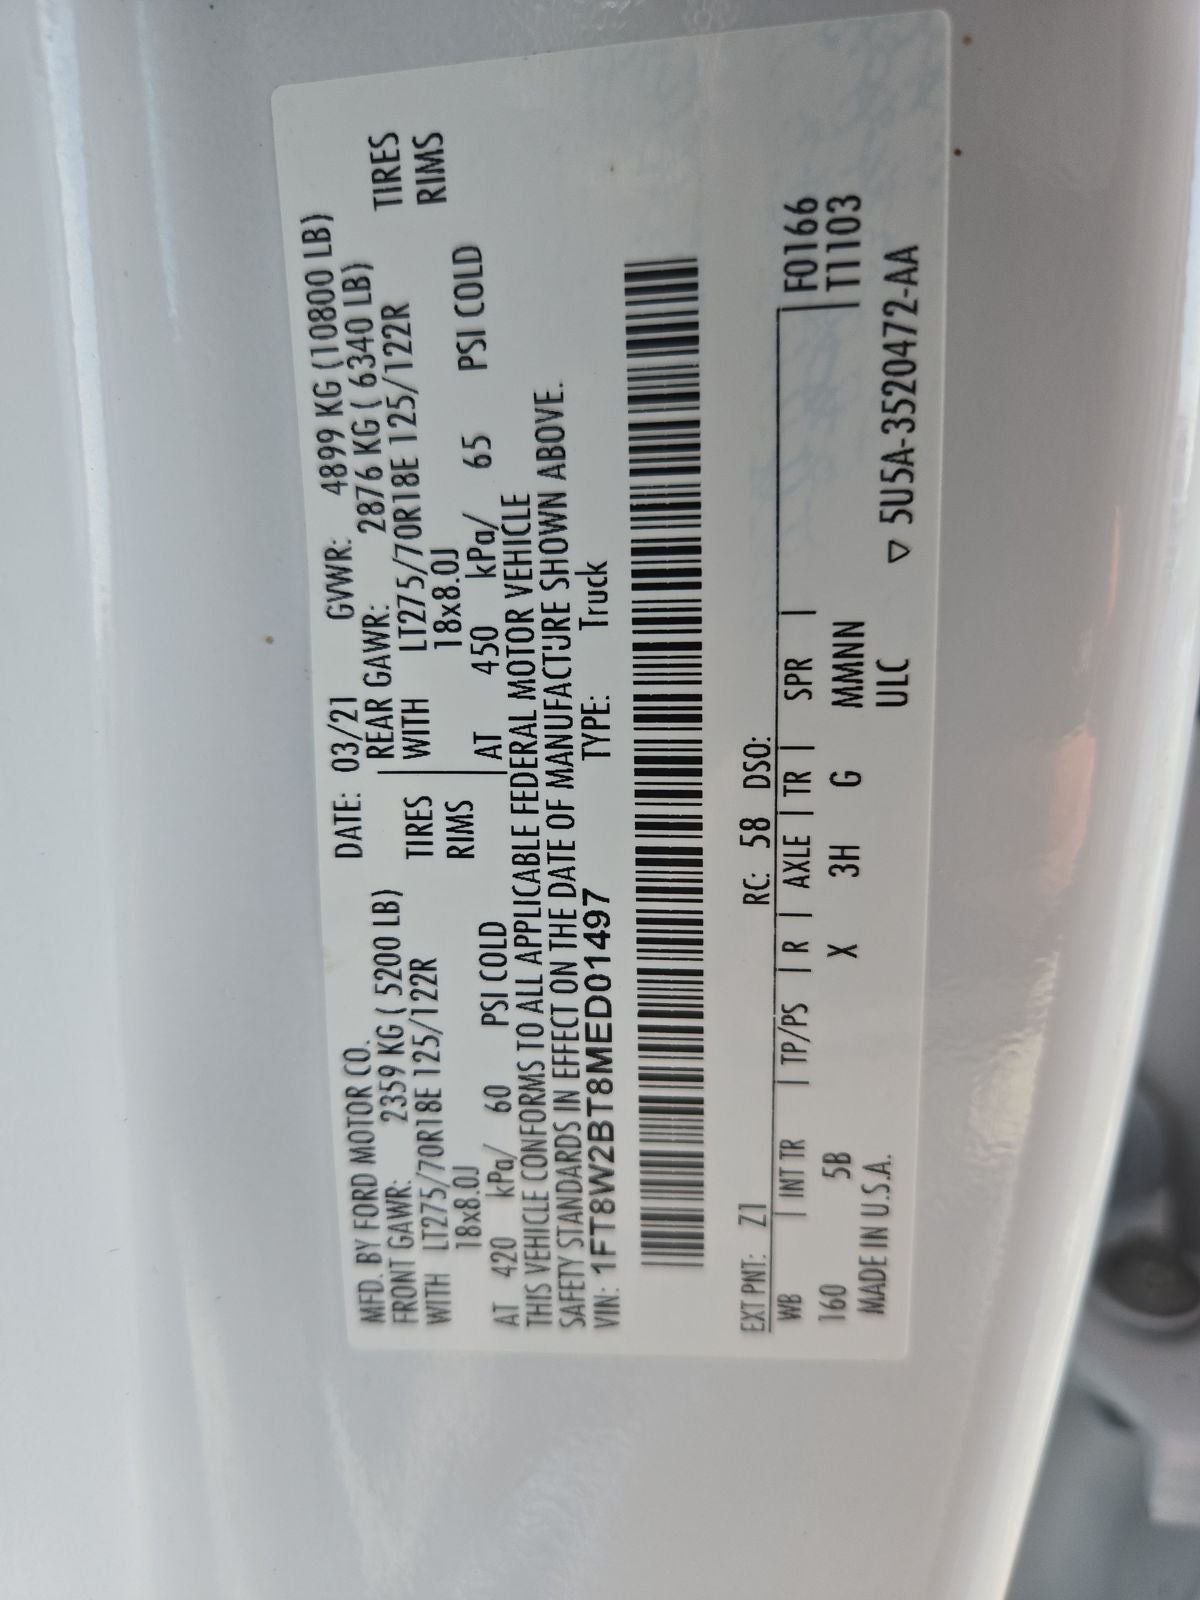 MFD. BY FORD MOTOR CO. DATE: 03/21 GVWR: 4899 KG (10800 LB)
FRONT GAWR: 2359 KG ( 5200 LB) REAR GAWR: 2876 KG ( 6340 LB)
WITH LT275/70R18E 125/122R TIRES WITH LT275/70R18E 125/122R TIRES
18x8.0J RIMS 18x8.0J RIMS
AT 420 kPa/ 60 PSI COLD AT 450 kPa/ 65 PSI COLD
THIS VEHICLE CONFORMS TO ALL APPLICABLE FEDERAL MOTOR VEHICLE
SAFETY STANDARDS IN EFFECT ON THE DATE OF MANUFACTURE SHOWN ABOVE.
VIN: 1FT8W2BT8MED01497 TYPE: Truck
EXT PNT: Z1 RC: 58 DSO:
WB | INT TR | TP/PS | R | AXLE | TR | SPR | F0166
160 5B X 3H G MMNN T1103
MADE IN U.S.A. ULC ▽ 5U5A-3520472-AA